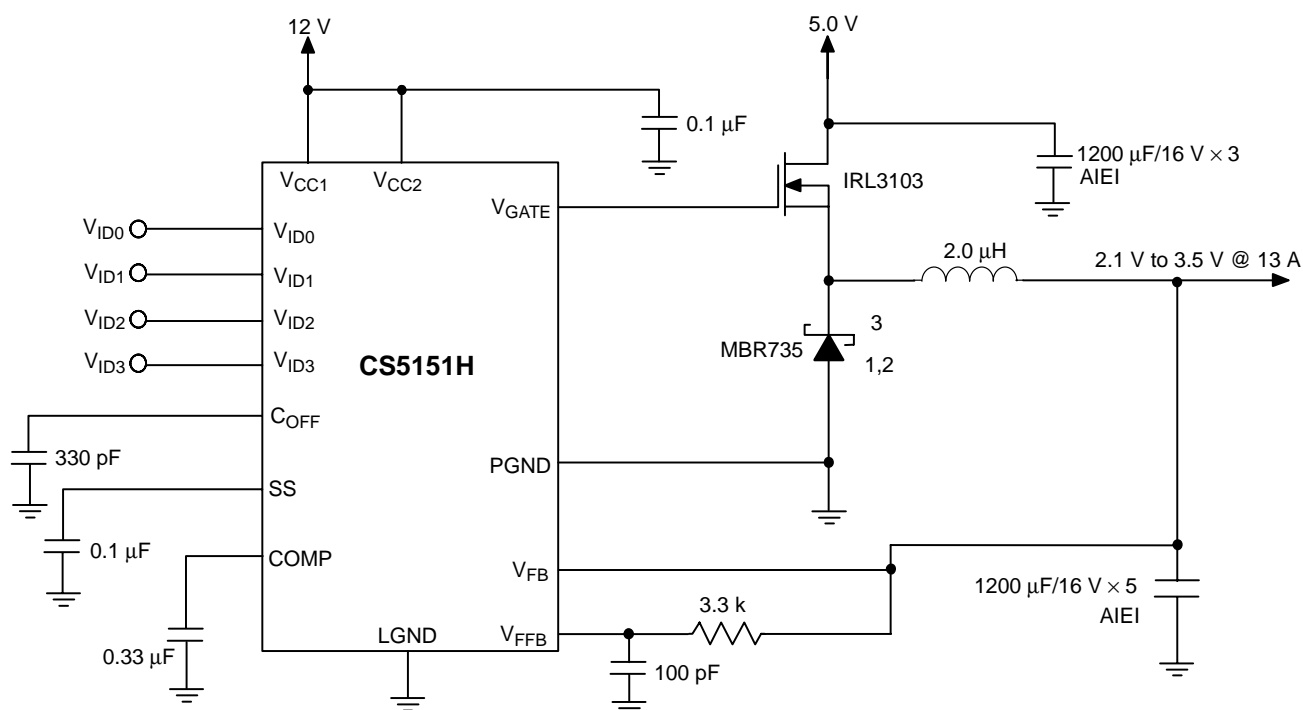 12 V
5.0 V
0.1 μF
1200 μF/16 V × 3
AIEI
VCC1
VCC2
IRL3103
VGATE
VID0
VID0
VID1
VID1
VID2
VID2
VID3
VID3
2.0 μH
2.1 V to 3.5 V @ 13 A
CS5151H
MBR735
3
1,2
COFF
330 pF
PGND
SS
0.1 μF
COMP
VFB
1200 μF/16 V × 5
AIEI
3.3 k
LGND
VFFB
0.33 μF
100 pF